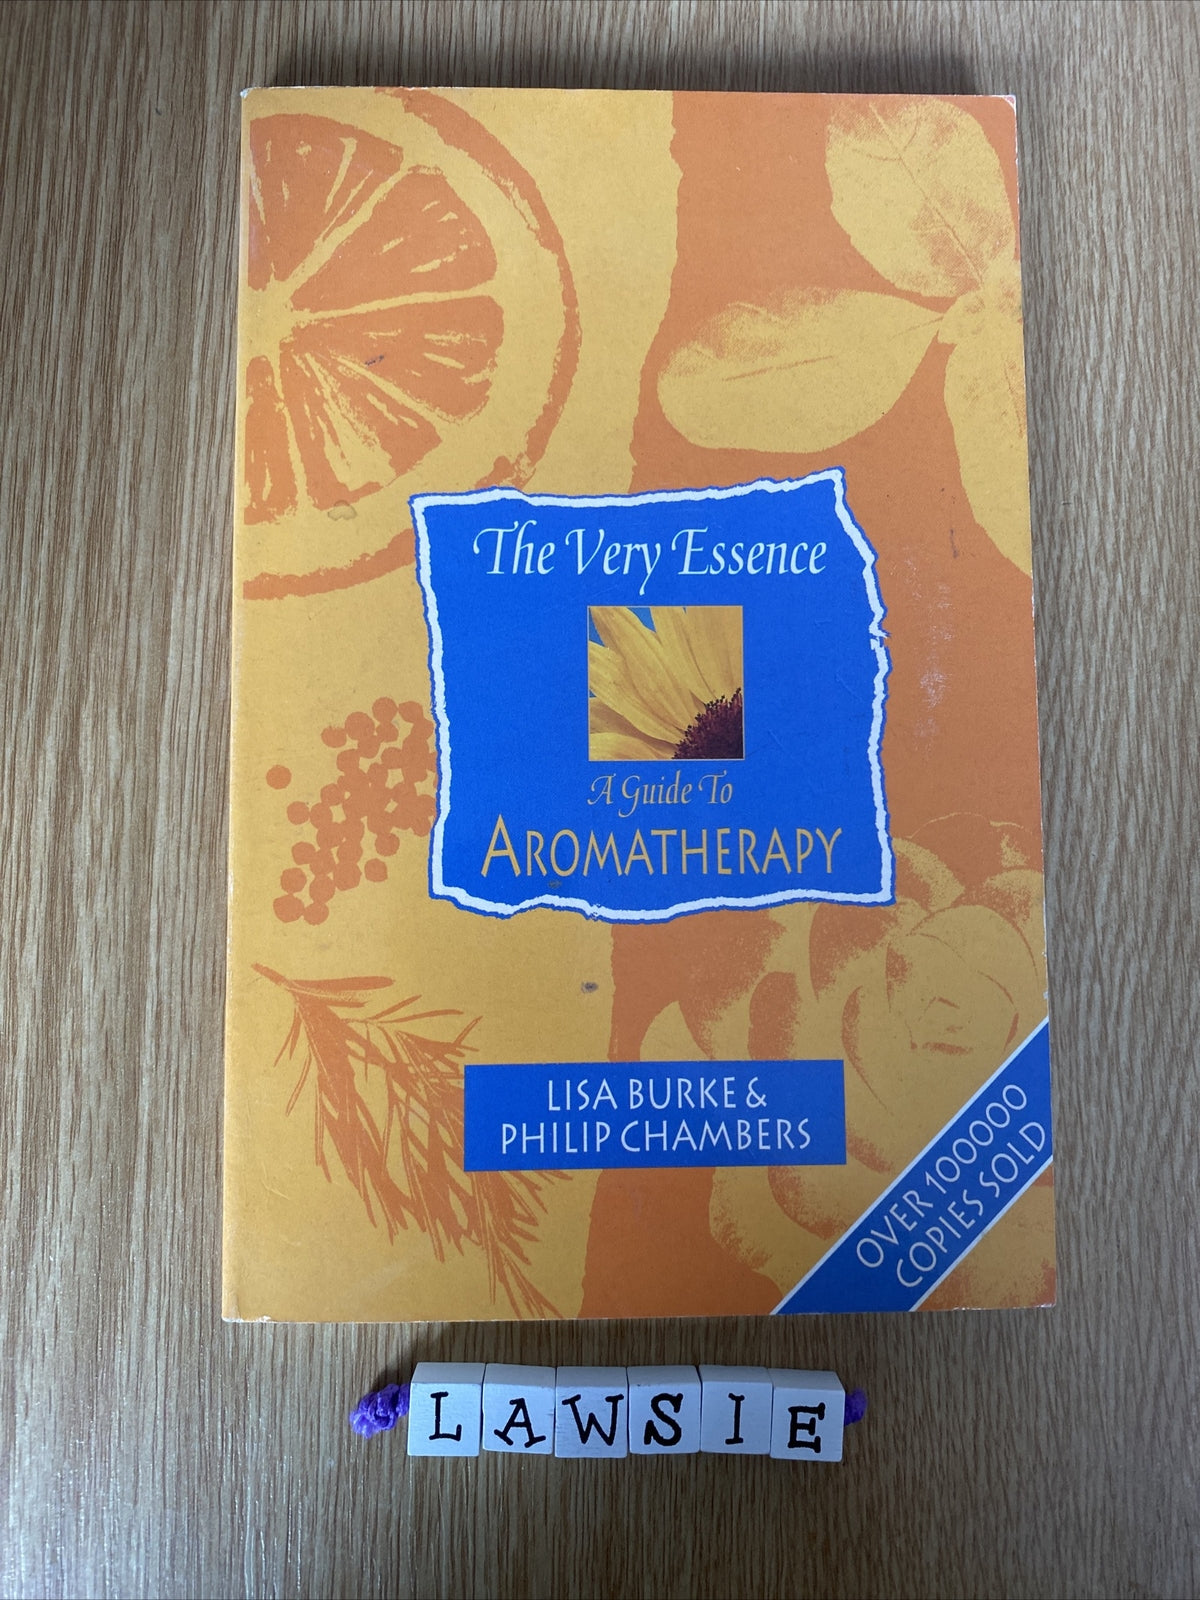 The Very Essence
A Guide To
AROMATHERAPY
LISA BURKE &
PHILIP CHAMBERS
OVER 100000
COPIES SOLD
LAWSIE